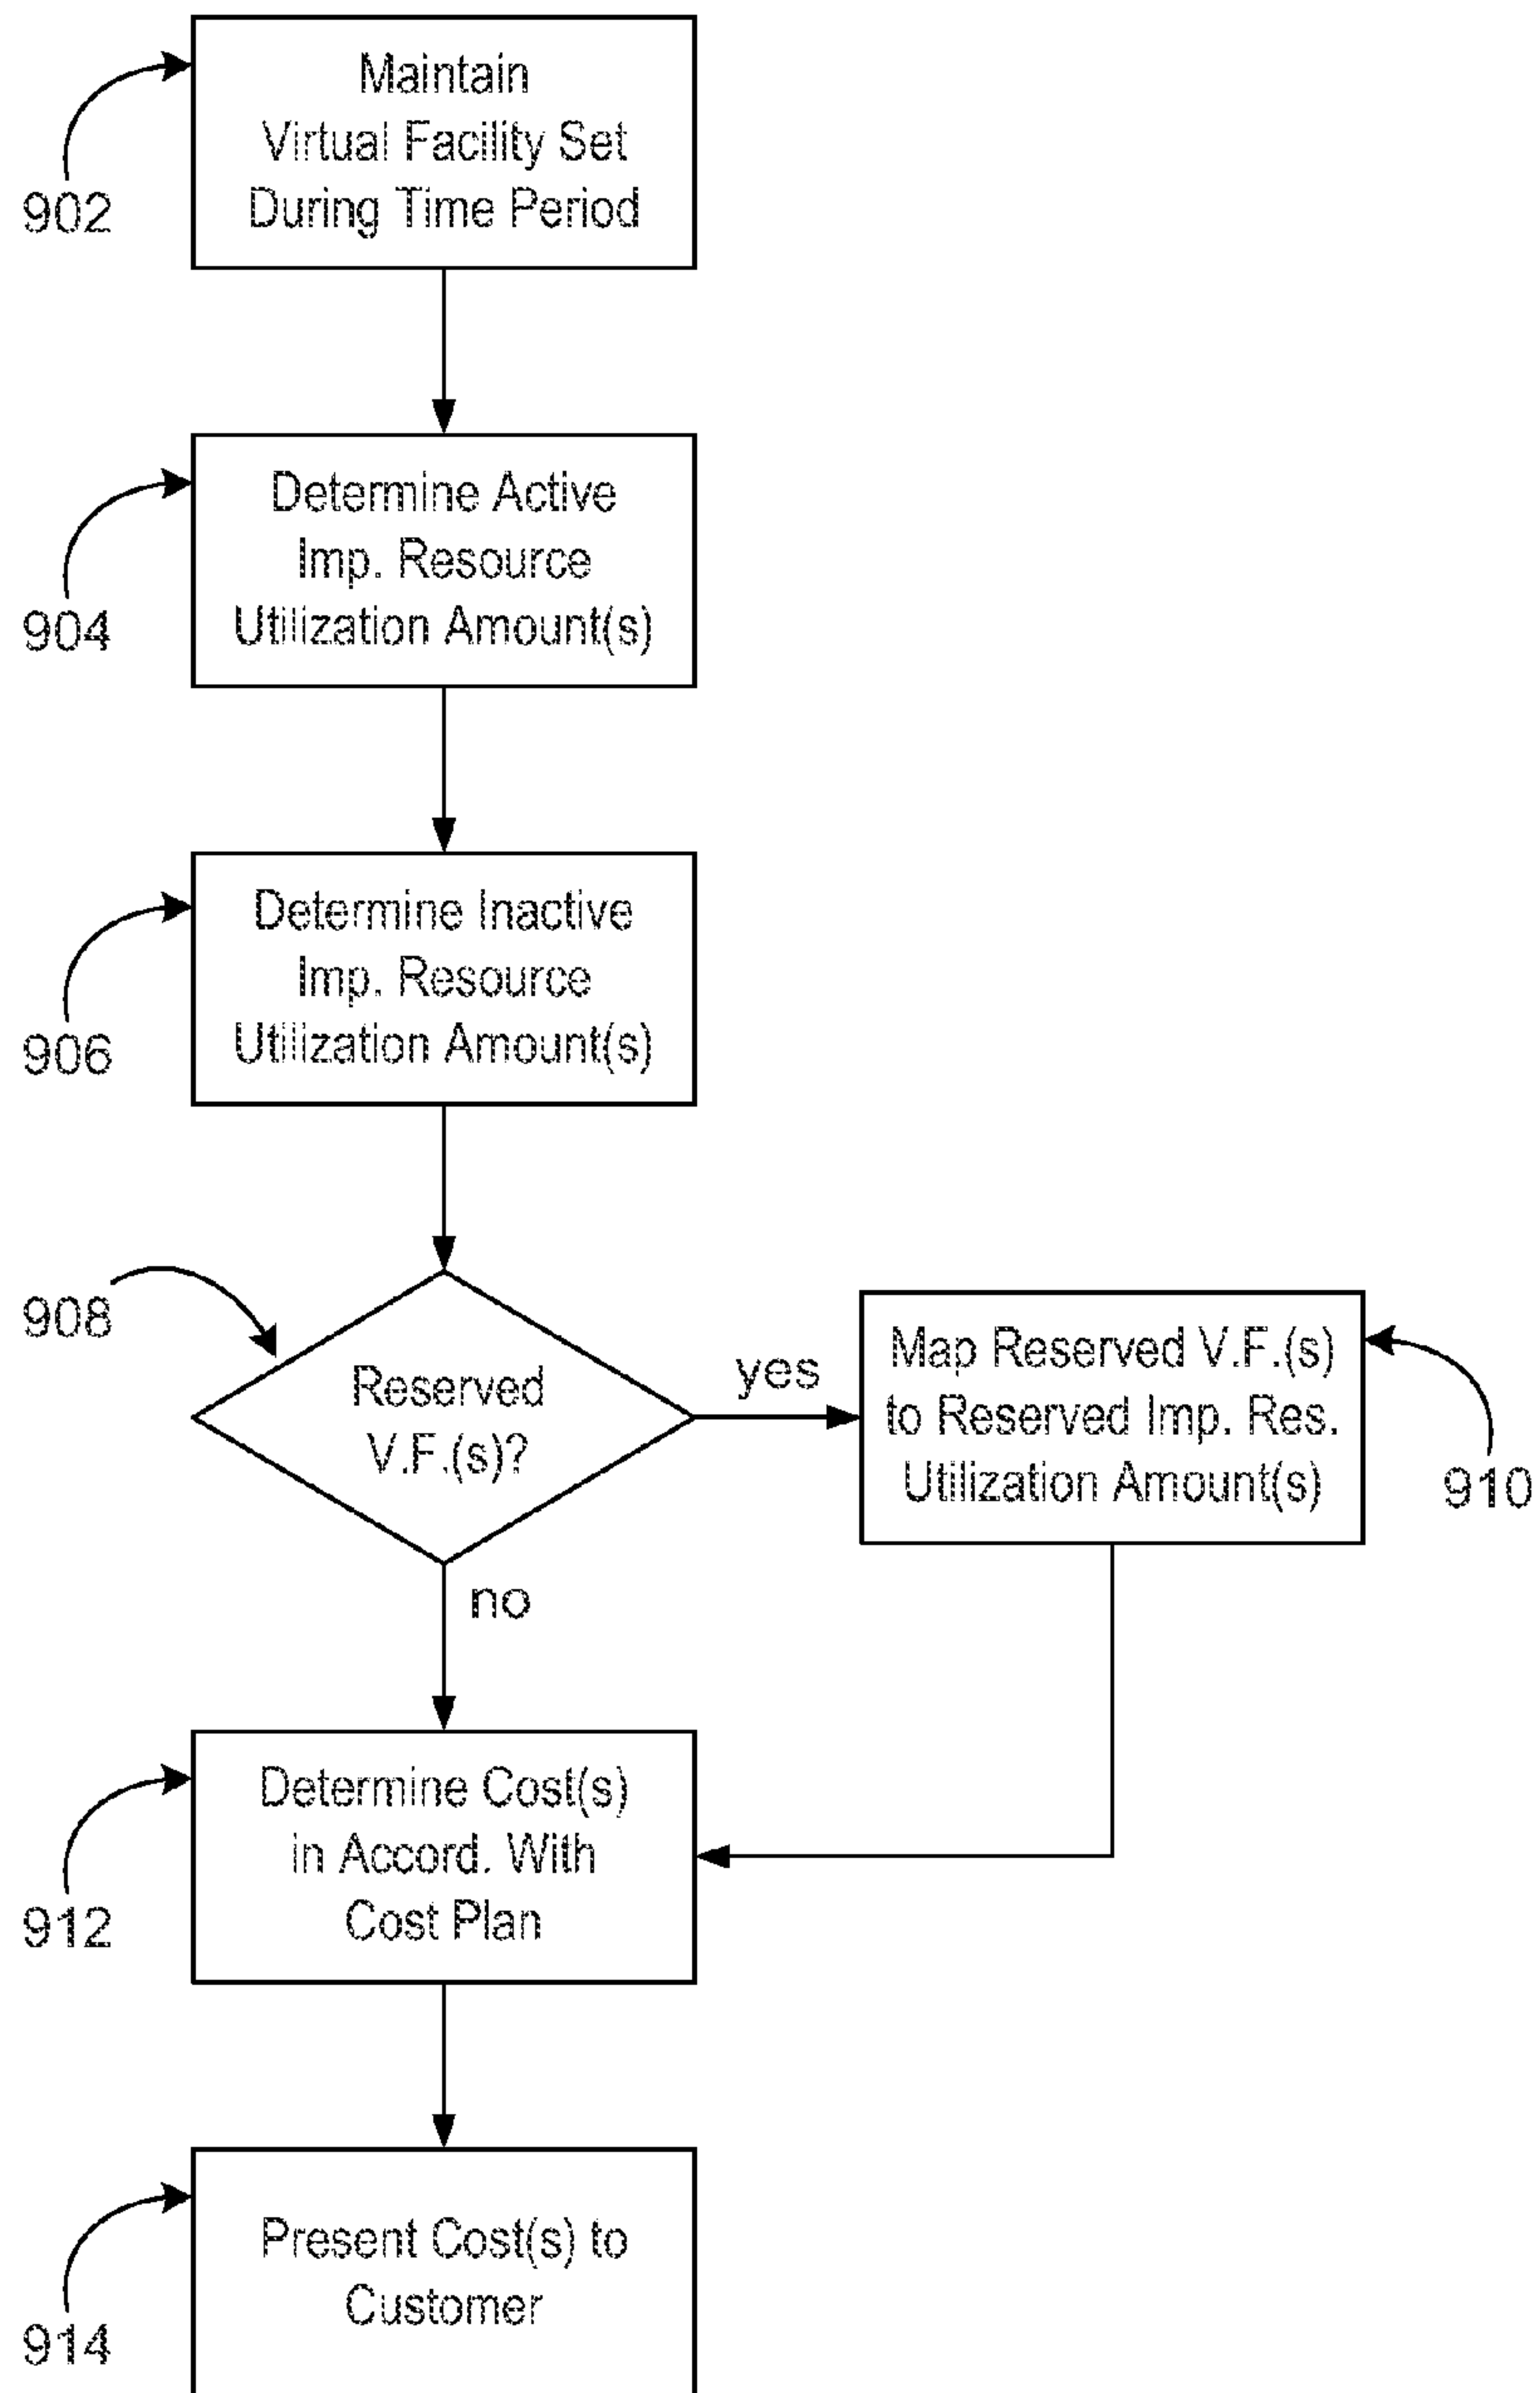 Maintain
Virtual Facility Set
During Time Period
902
Determine Active
Imp. Resource
Utilization Amount(s)
904
Determine Inactive
Imp. Resource
Utilization Amount(s)
906
908
Reserved
V.F.(s)?
yes
Map Reserved V.F.(s)
to Reserved Imp. Res.
Utilization Amount(s)
910
no
Determine Cost(s)
in Accord. With
Cost Plan
912
Present Cost(s) to
Customer
914